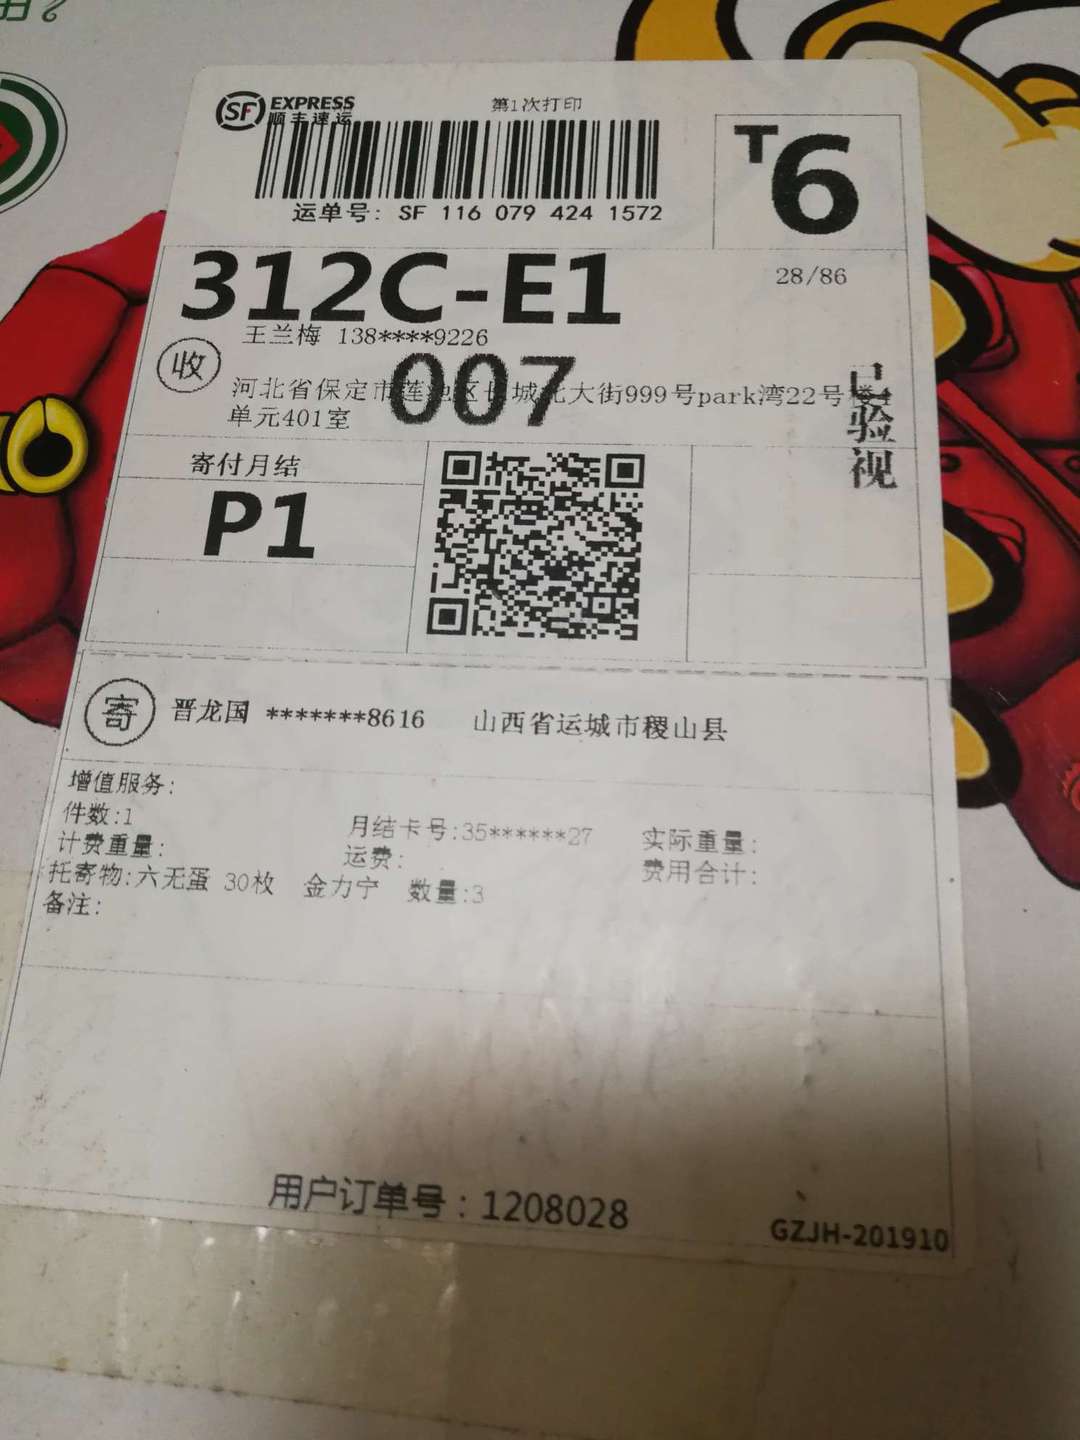 SF EXPRESS
顺丰速运
第1次打印
运单号: SF 116 079 424 1572
T6
312C-E1
28/86
王兰梅 138****9226
收
007
河北省保定市莲池区长城北大街999号park湾22号楼1
单元401室
已验视
寄付月结
P1
寄
晋龙国 *******8616 山西省运城市稷山县
增值服务:
件数:1
计费重量:
月结卡号:35******27
实际重量:
运费:
费用合计:
托寄物:六无蛋 30枚 金力宁 数量:3
备注:
用户订单号：1208028
GZJH-201910